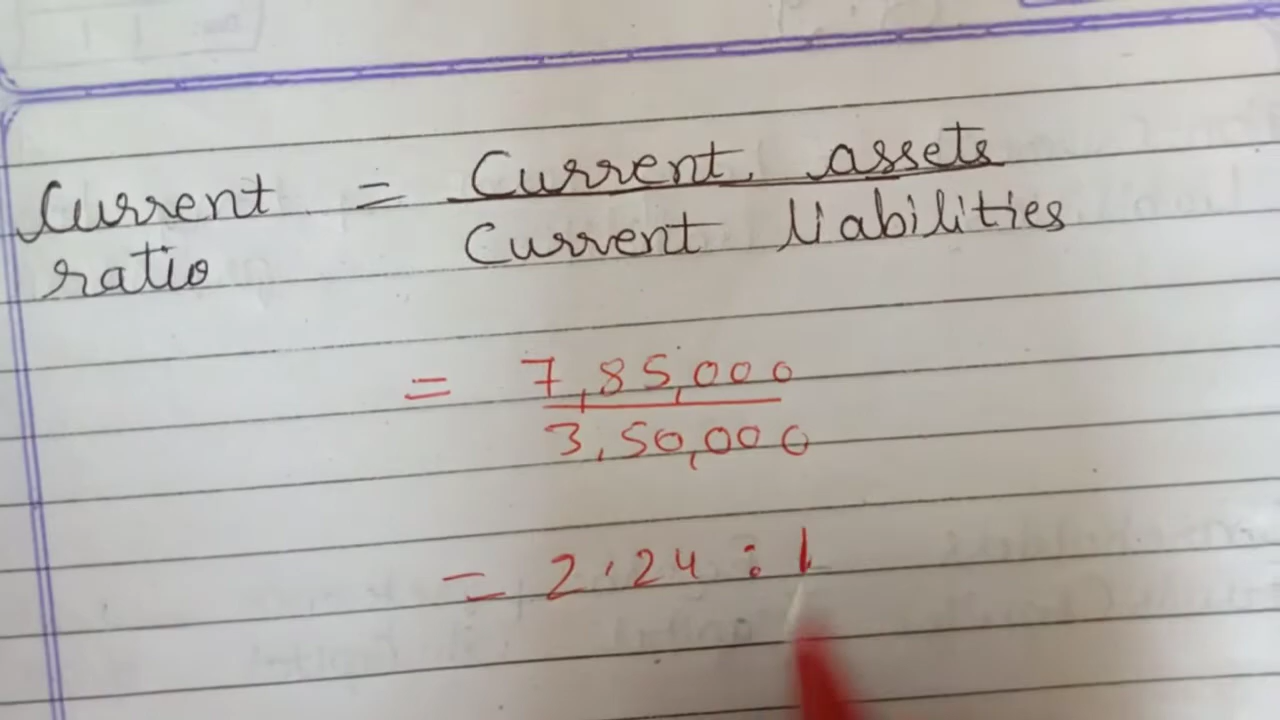 Current = Current assets
ratio Current liabilities
= 7,85,000
3,50,000
= 2.24 : 1